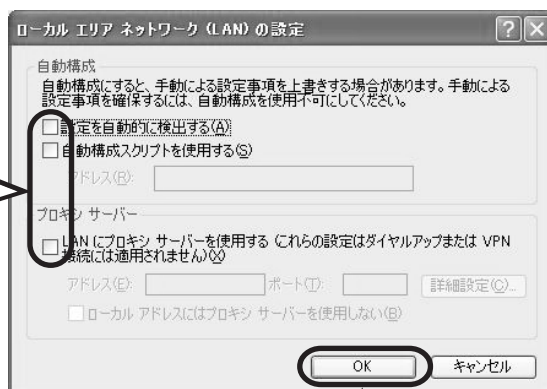 ローカル エリア ネットワーク (LAN) の設定
自動構成
自動構成にすると、手動による設定事項を上書きする場合があります。手動による
設定事項を確保するには、自動構成を使用不可にしてください。
設定を自動的に検出する(A)
自動構成スクリプトを使用する(S)
アドレス(R):
プロキシ サーバー
LAN にプロキシ サーバーを使用する (これらの設定はダイヤルアップまたは VPN
接続には適用されません)(X)
アドレス(E): ポート(T): 詳細設定(C)...
ローカル アドレスにはプロキシ サーバーを使用しない(B)
OK キャンセル